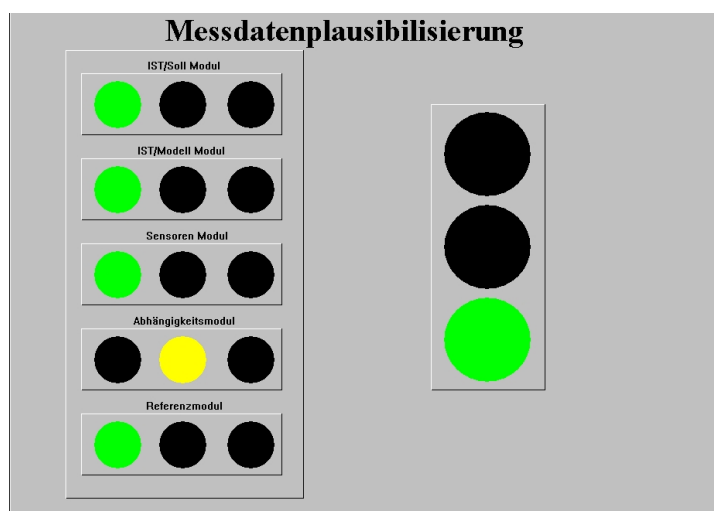 Messdatenplausibilisierung
IST/Soll Modul
IST/Modell Modul
Sensoren Modul
Abhängigkeitsmodul
Referenzmodul